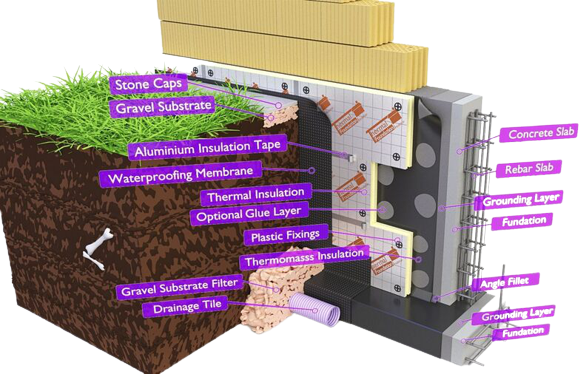 Stone Caps
Gravel Substrate
Aluminium Insulation Tape
Waterproofing Membrane
Thermal Insulation
Optional Glue Layer
Plastic Fixings
Thermomasss Insulation
Gravel Substrate Filter
Drainage Tile
Concrete Slab
Rebar Slab
Grounding Layer
Fundation
Angle Fillet
Grounding Layer
Fundation